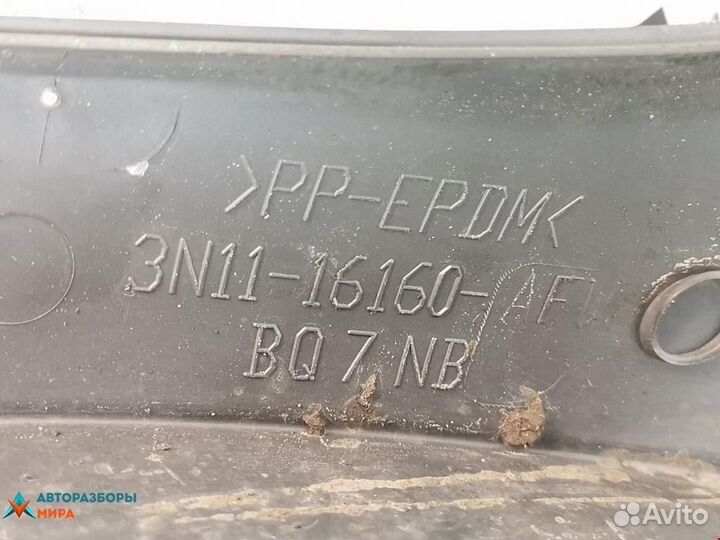 >PP-EPDM<
3N11-16160-AF
BQ 7 NB
АВТОРАЗБОРЫ
МИРА
Avito